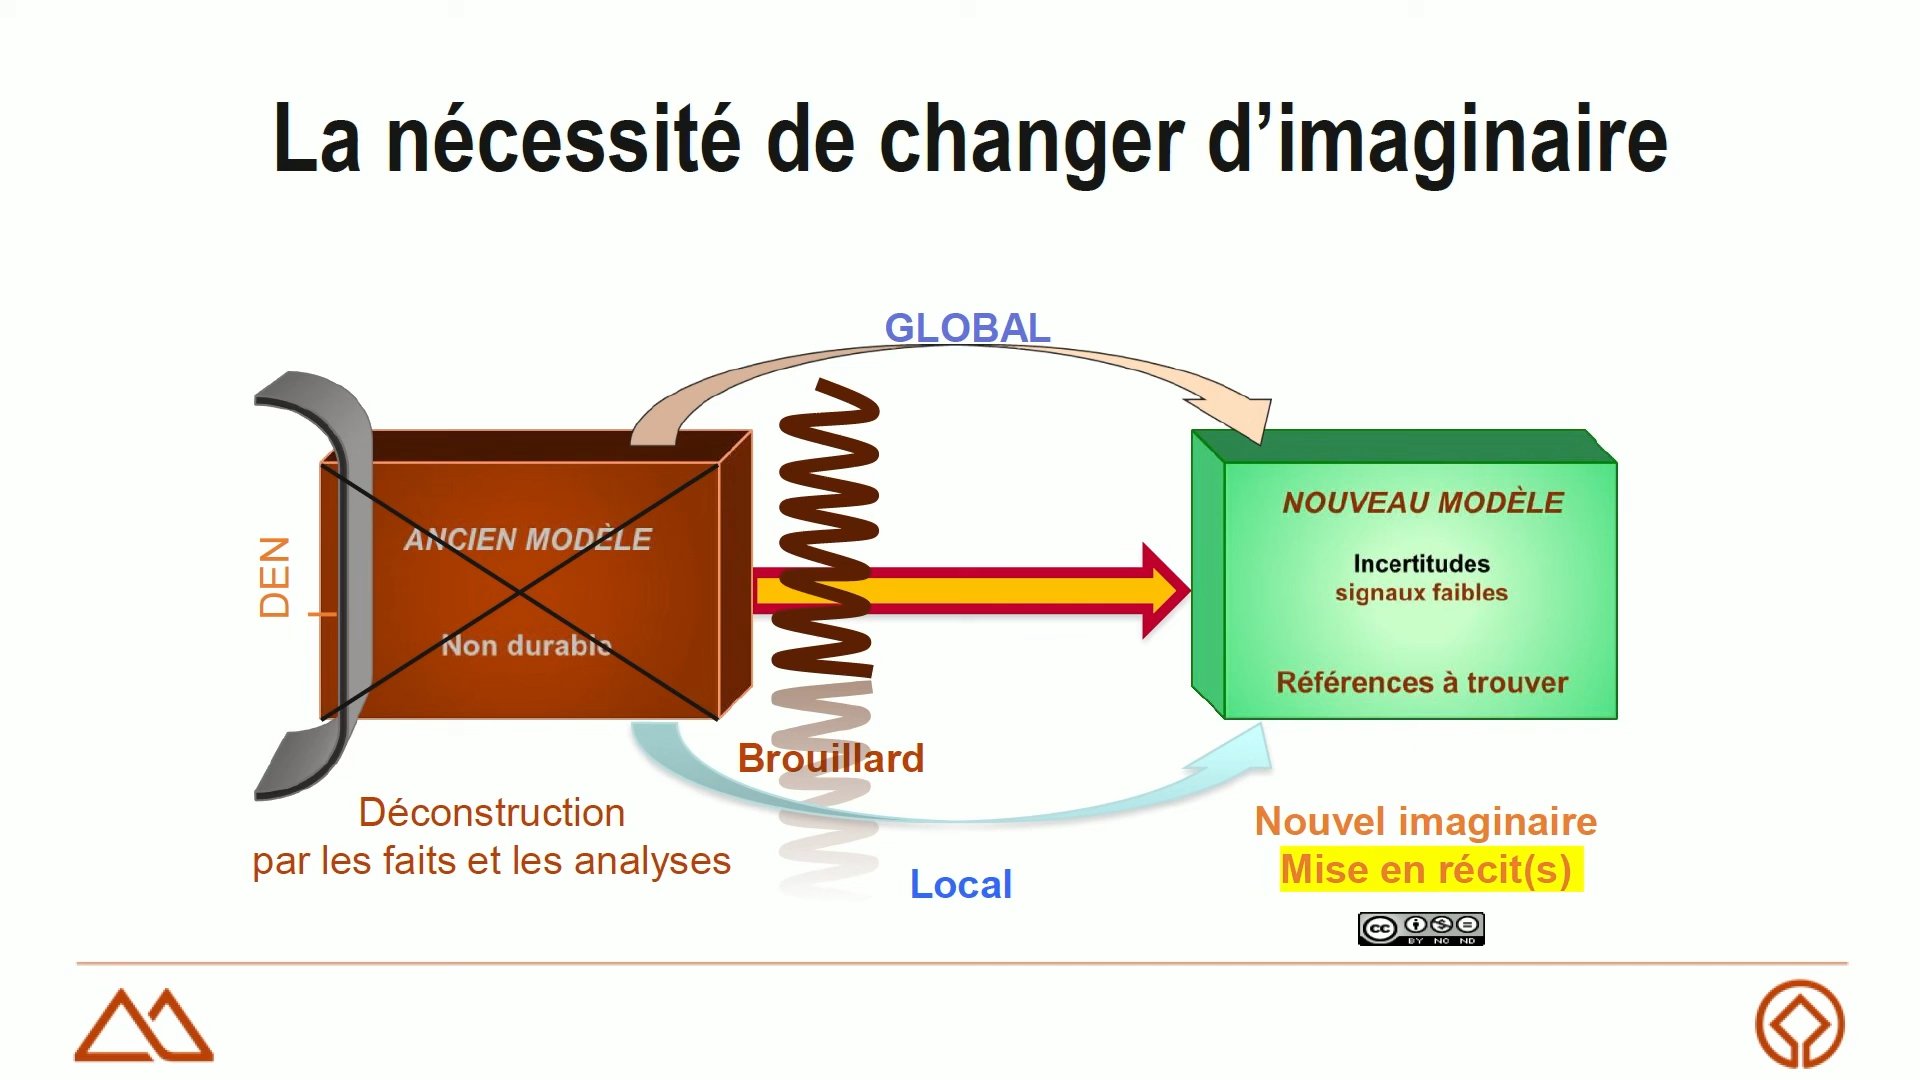 La nécessité de changer d’imaginaire
GLOBAL
DEN
I
ANCIEN MODÈLE
Non durable
NOUVEAU MODÈLE
Incertitudes
signaux faibles
Références à trouver
Brouillard
Déconstruction
par les faits et les analyses
Local
Nouvel imaginaire
Mise en récit(s)
cc
BY NC ND